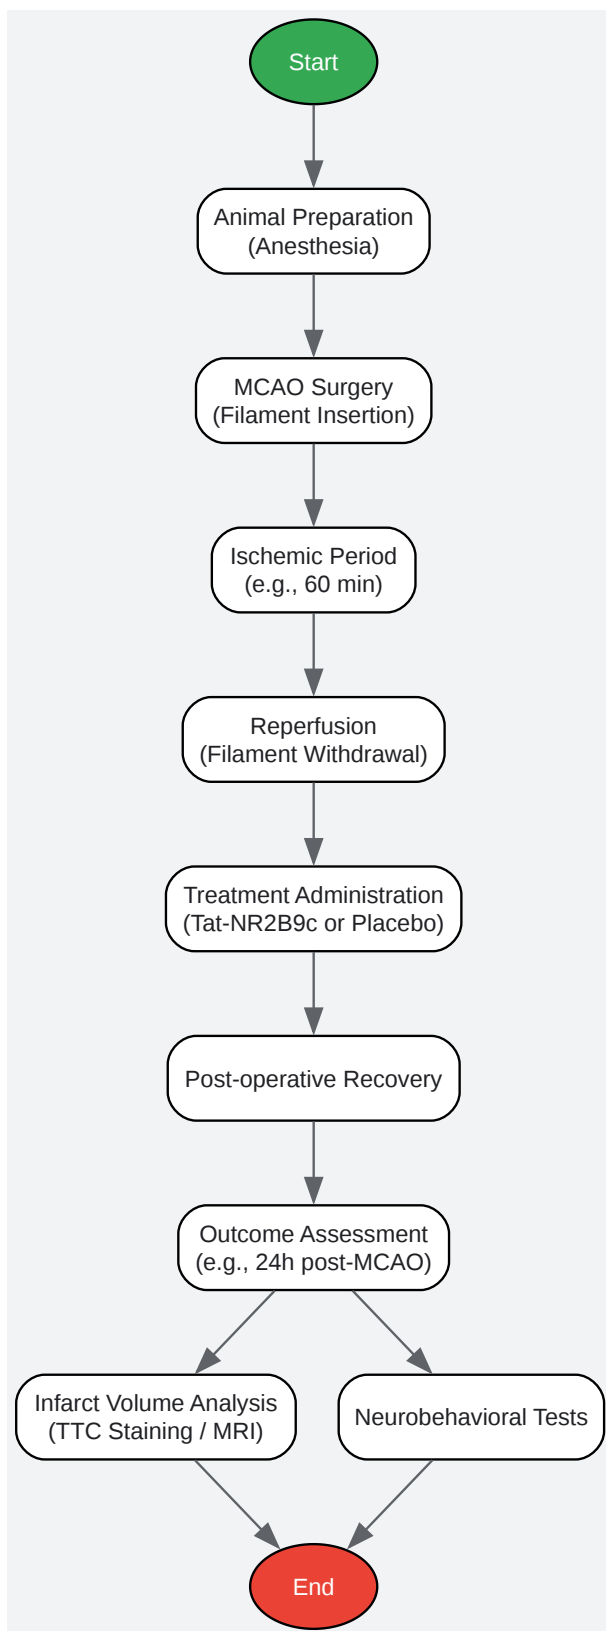 Start
Animal Preparation
(Anesthesia)
MCAO Surgery
(Filament Insertion)
Ischemic Period
(e.g., 60 min)
Reperfusion
(Filament Withdrawal)
Treatment Administration
(Tat-NR2B9c or Placebo)
Post-operative Recovery
Outcome Assessment
(e.g., 24h post-MCAO)
Infarct Volume Analysis
(TTC Staining / MRI)
Neurobehavioral Tests
End